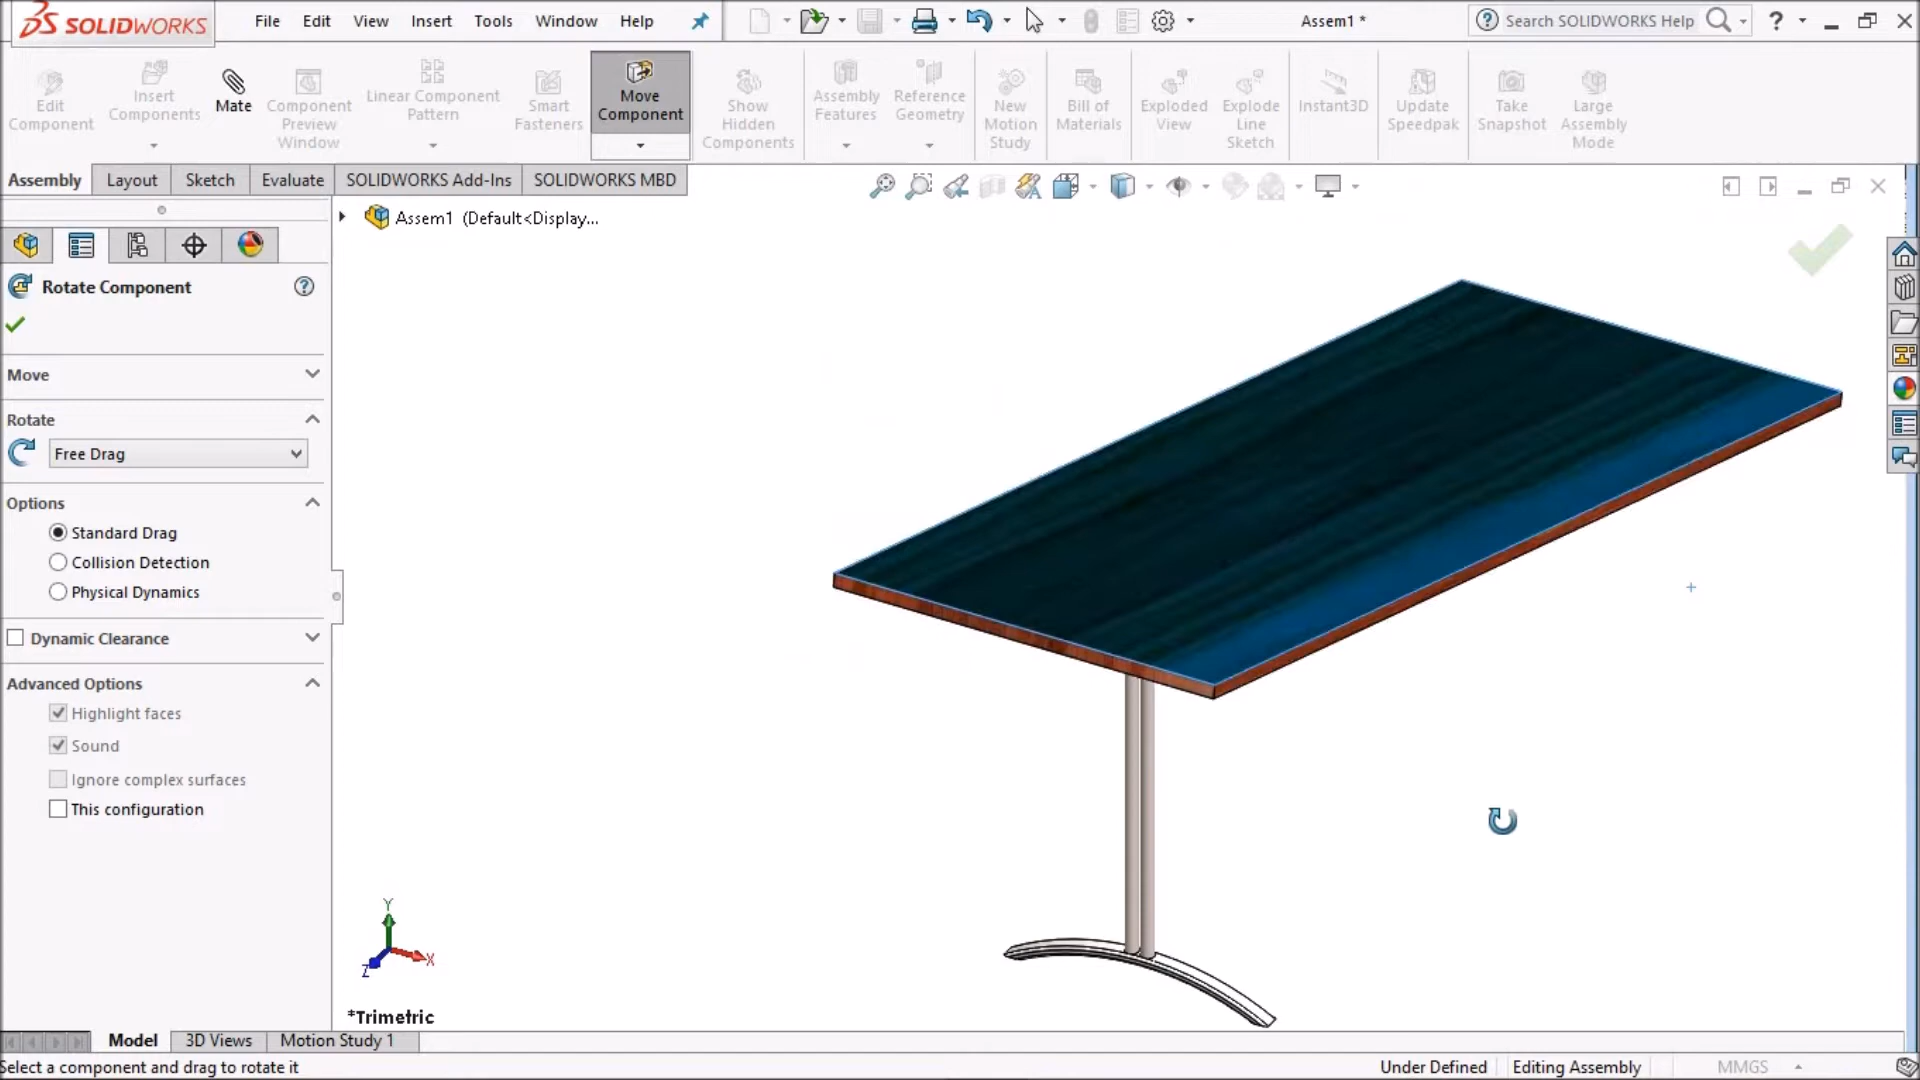 SOLIDWORKS
File Edit View Insert Tools Window Help
Assem1 *
Search SOLIDWORKS Help
Edit Component
Insert Components
Mate
Component Preview Window
Linear Component Pattern
Smart Fasteners
Move Component
Show Hidden Components
Assembly Features
Reference Geometry
New Motion Study
Bill of Materials
Exploded View
Explode Line Sketch
Instant3D
Update Speedpak
Take Snapshot
Large Assembly Mode
Assembly Layout Sketch Evaluate SOLIDWORKS Add-Ins SOLIDWORKS MBD
Assem1 (Default<Display...
Rotate Component
Move
Rotate
Free Drag
Options
Standard Drag
Collision Detection
Physical Dynamics
Dynamic Clearance
Advanced Options
Highlight faces
Sound
Ignore complex surfaces
This configuration
Y
X
Z
*Trimetric
Model 3D Views Motion Study 1
Select a component and drag to rotate it
Under Defined Editing Assembly MMGS